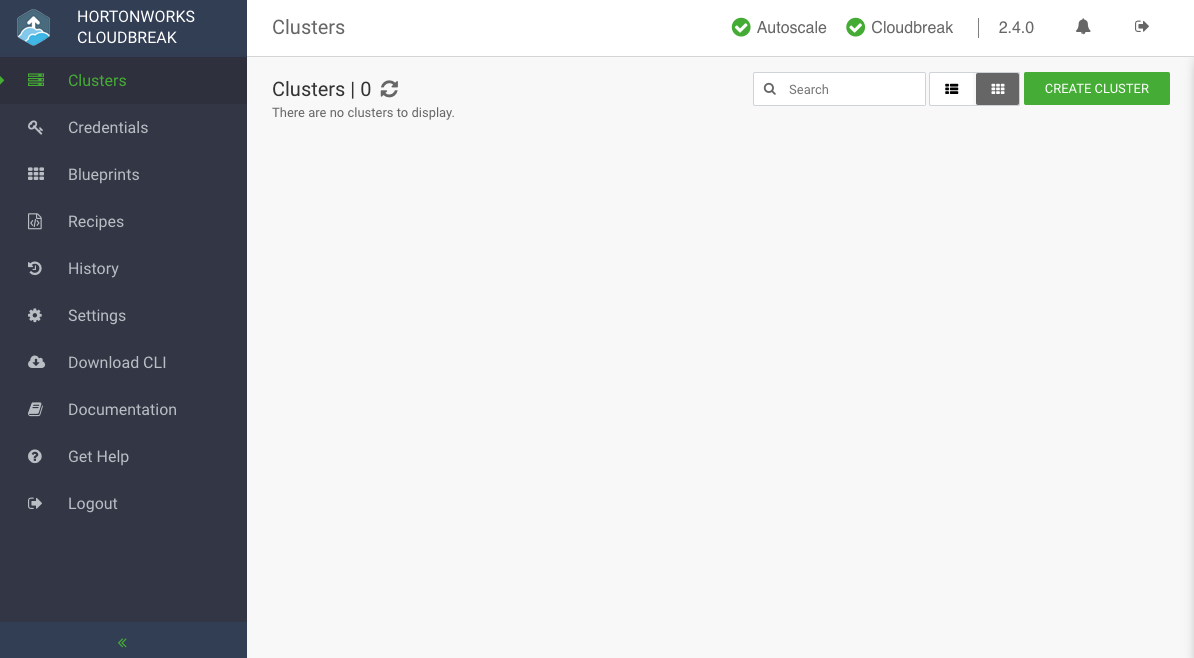 HORTONWORKS
CLOUDBREAK
Clusters
Credentials
Blueprints
Recipes
History
Settings
Download CLI
Documentation
Get Help
Logout
Clusters
Autoscale
Cloudbreak
2.4.0
Clusters | 0
There are no clusters to display.
Search
CREATE CLUSTER